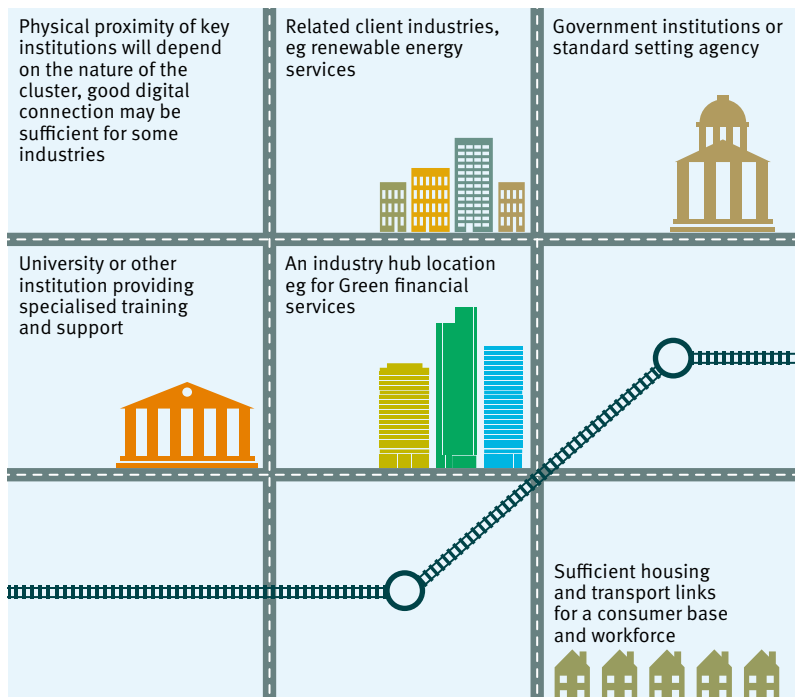 Physical proximity of key
institutions will depend
on the nature of the
cluster, good digital
connection may be
sufficient for some
industries
Related client industries,
eg renewable energy
services
Government institutions or
standard setting agency
University or other
institution providing
specialised training
and support
An industry hub location
eg for Green financial
services
Sufficient housing
and transport links
for a consumer base
and workforce